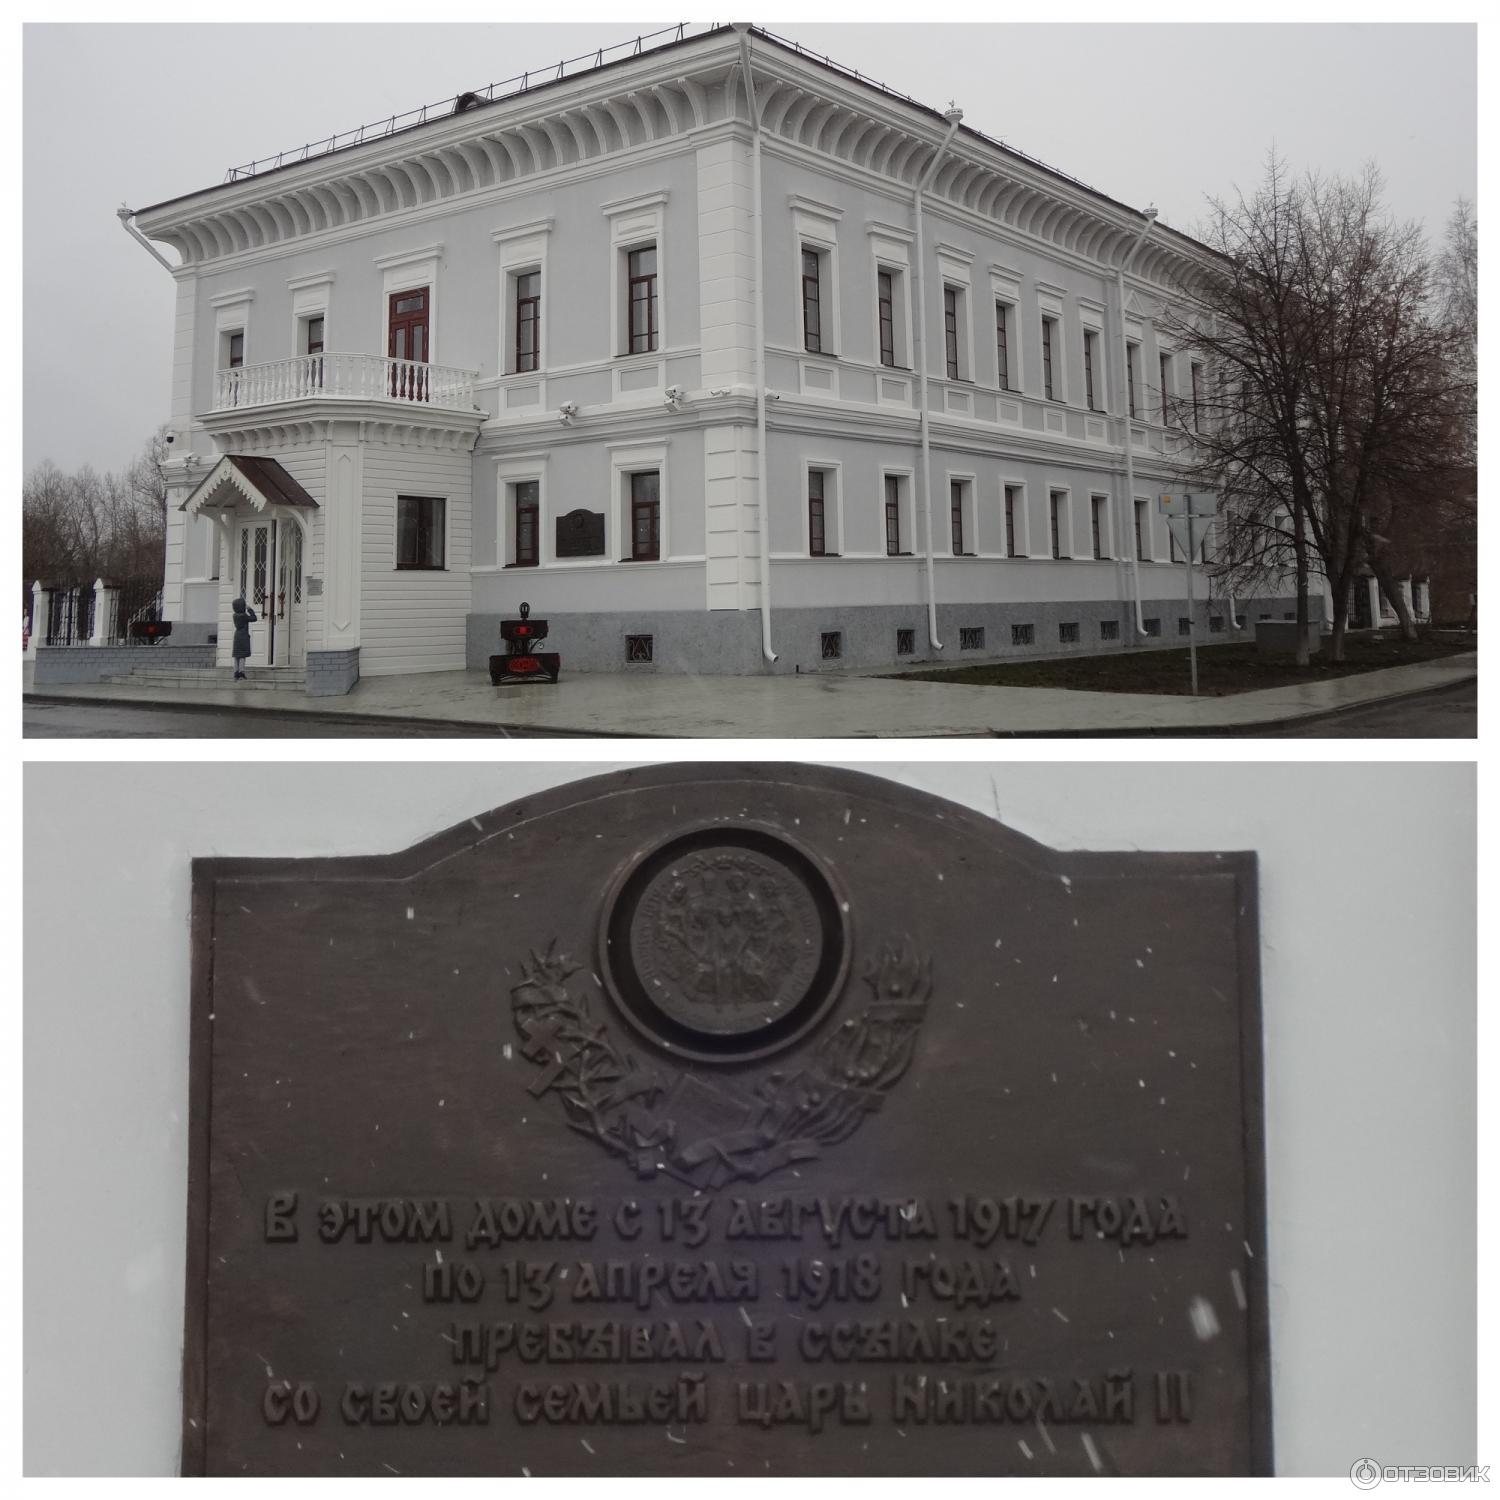 В ЭТОМ ДОМЕ С 13 АВГУСТА 1917 ГОДА
ПО 13 АПРЕЛЯ 1918 ГОДА
ПРЕБЫВАЛ В ССЫЛКЕ
СО СВОЕЙ СЕМЬЕЙ ЦАРЬ НИКОЛАЙ II
ОТЗОВИК